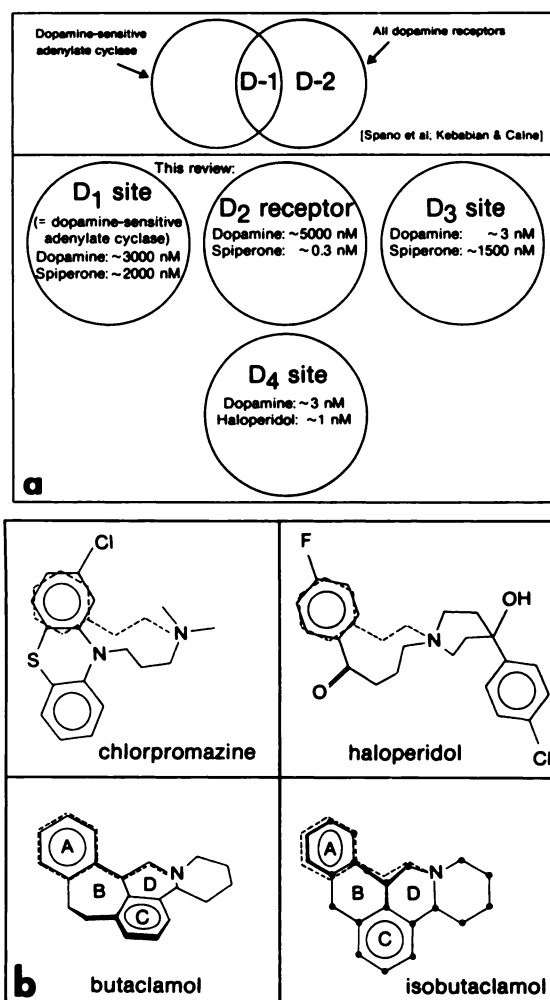 Dopamine-sensitive
adenylate cyclase
All dopamine receptors
D-1
D-2
[Spano et al; Kebabian & Calne]
This review:
D1 site
(= dopamine-sensitive
adenylate cyclase)
Dopamine: ~3000 nM
Spiperone: ~2000 nM
D2 receptor
Dopamine: ~5000 nM
Spiperone: ~0.3 nM
D3 site
Dopamine: ~3 nM
Spiperone: ~1500 nM
D4 site
Dopamine: ~3 nM
Haloperidol: ~1 nM
a
Cl
S
N
N
chlorpromazine
F
O
N
OH
Cl
haloperidol
A
B
C
D
N
butaclamol
A
B
C
D
N
isobutaclamol
b